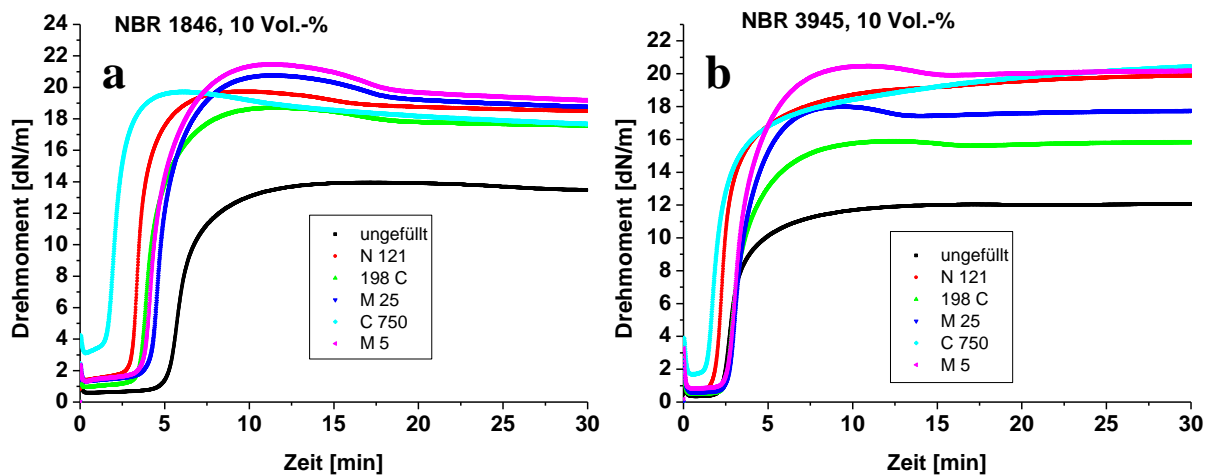 NBR 1846, 10 Vol.-%
a
Drehmoment [dN/m]
24
22
20
18
16
14
12
10
8
6
4
2
0
ungefüllt
N 121
198 C
M 25
C 750
M 5
0 5 10 15 20 25 30
Zeit [min]
NBR 3945, 10 Vol.-%
b
Drehmoment [dN/m]
22
20
18
16
14
12
10
8
6
4
2
0
ungefüllt
N 121
198 C
M 25
C 750
M 5
0 5 10 15 20 25 30
Zeit [min]